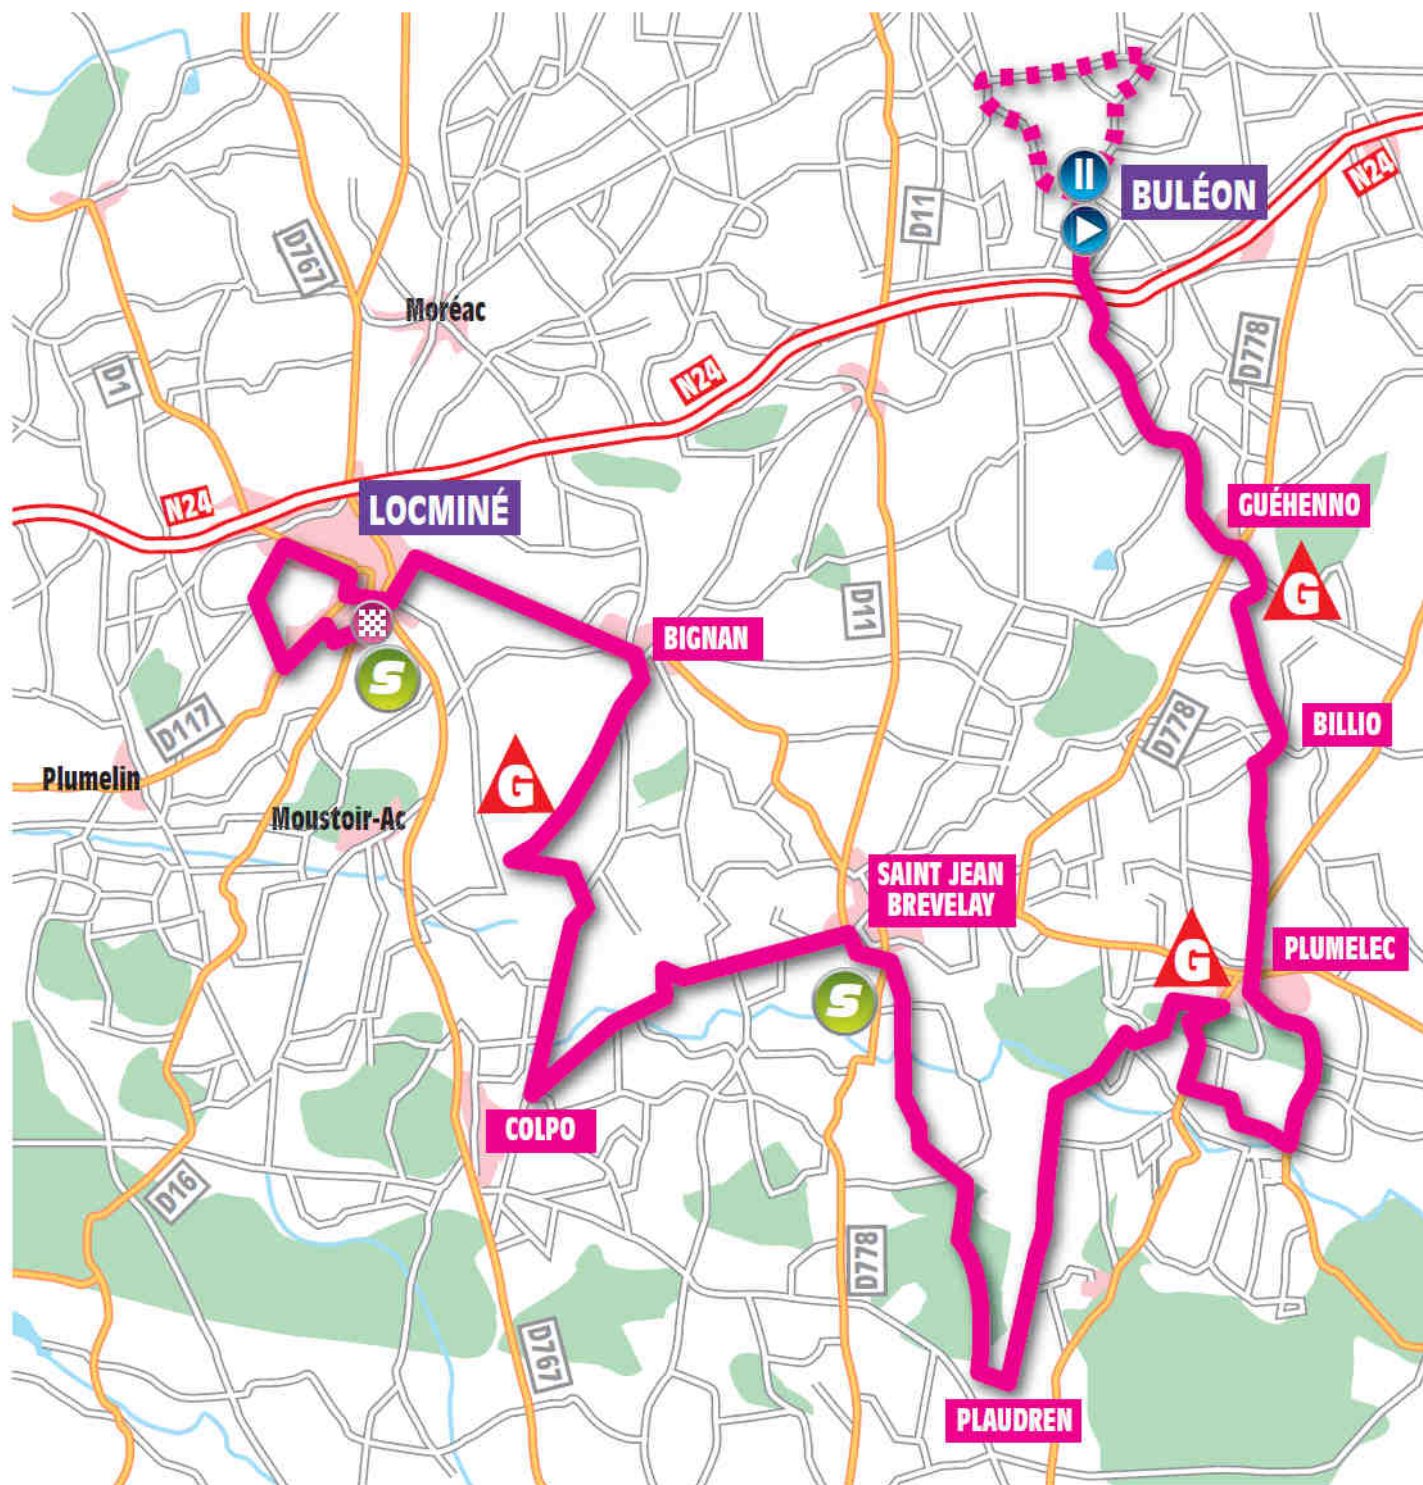 BULÉON
N24
D11
D767
Moréac
D778
D1
N24
N24
LOCMINÉ
GUÉHENNO
G
D11
BIGNAN
S
D117
D778
BILLIO
Plumelin
G
Moustoir-Ac
SAINT JEAN
BREVELAY
PLUMELEC
G
S
COLPO
D16
D778
D767
PLAUDREN